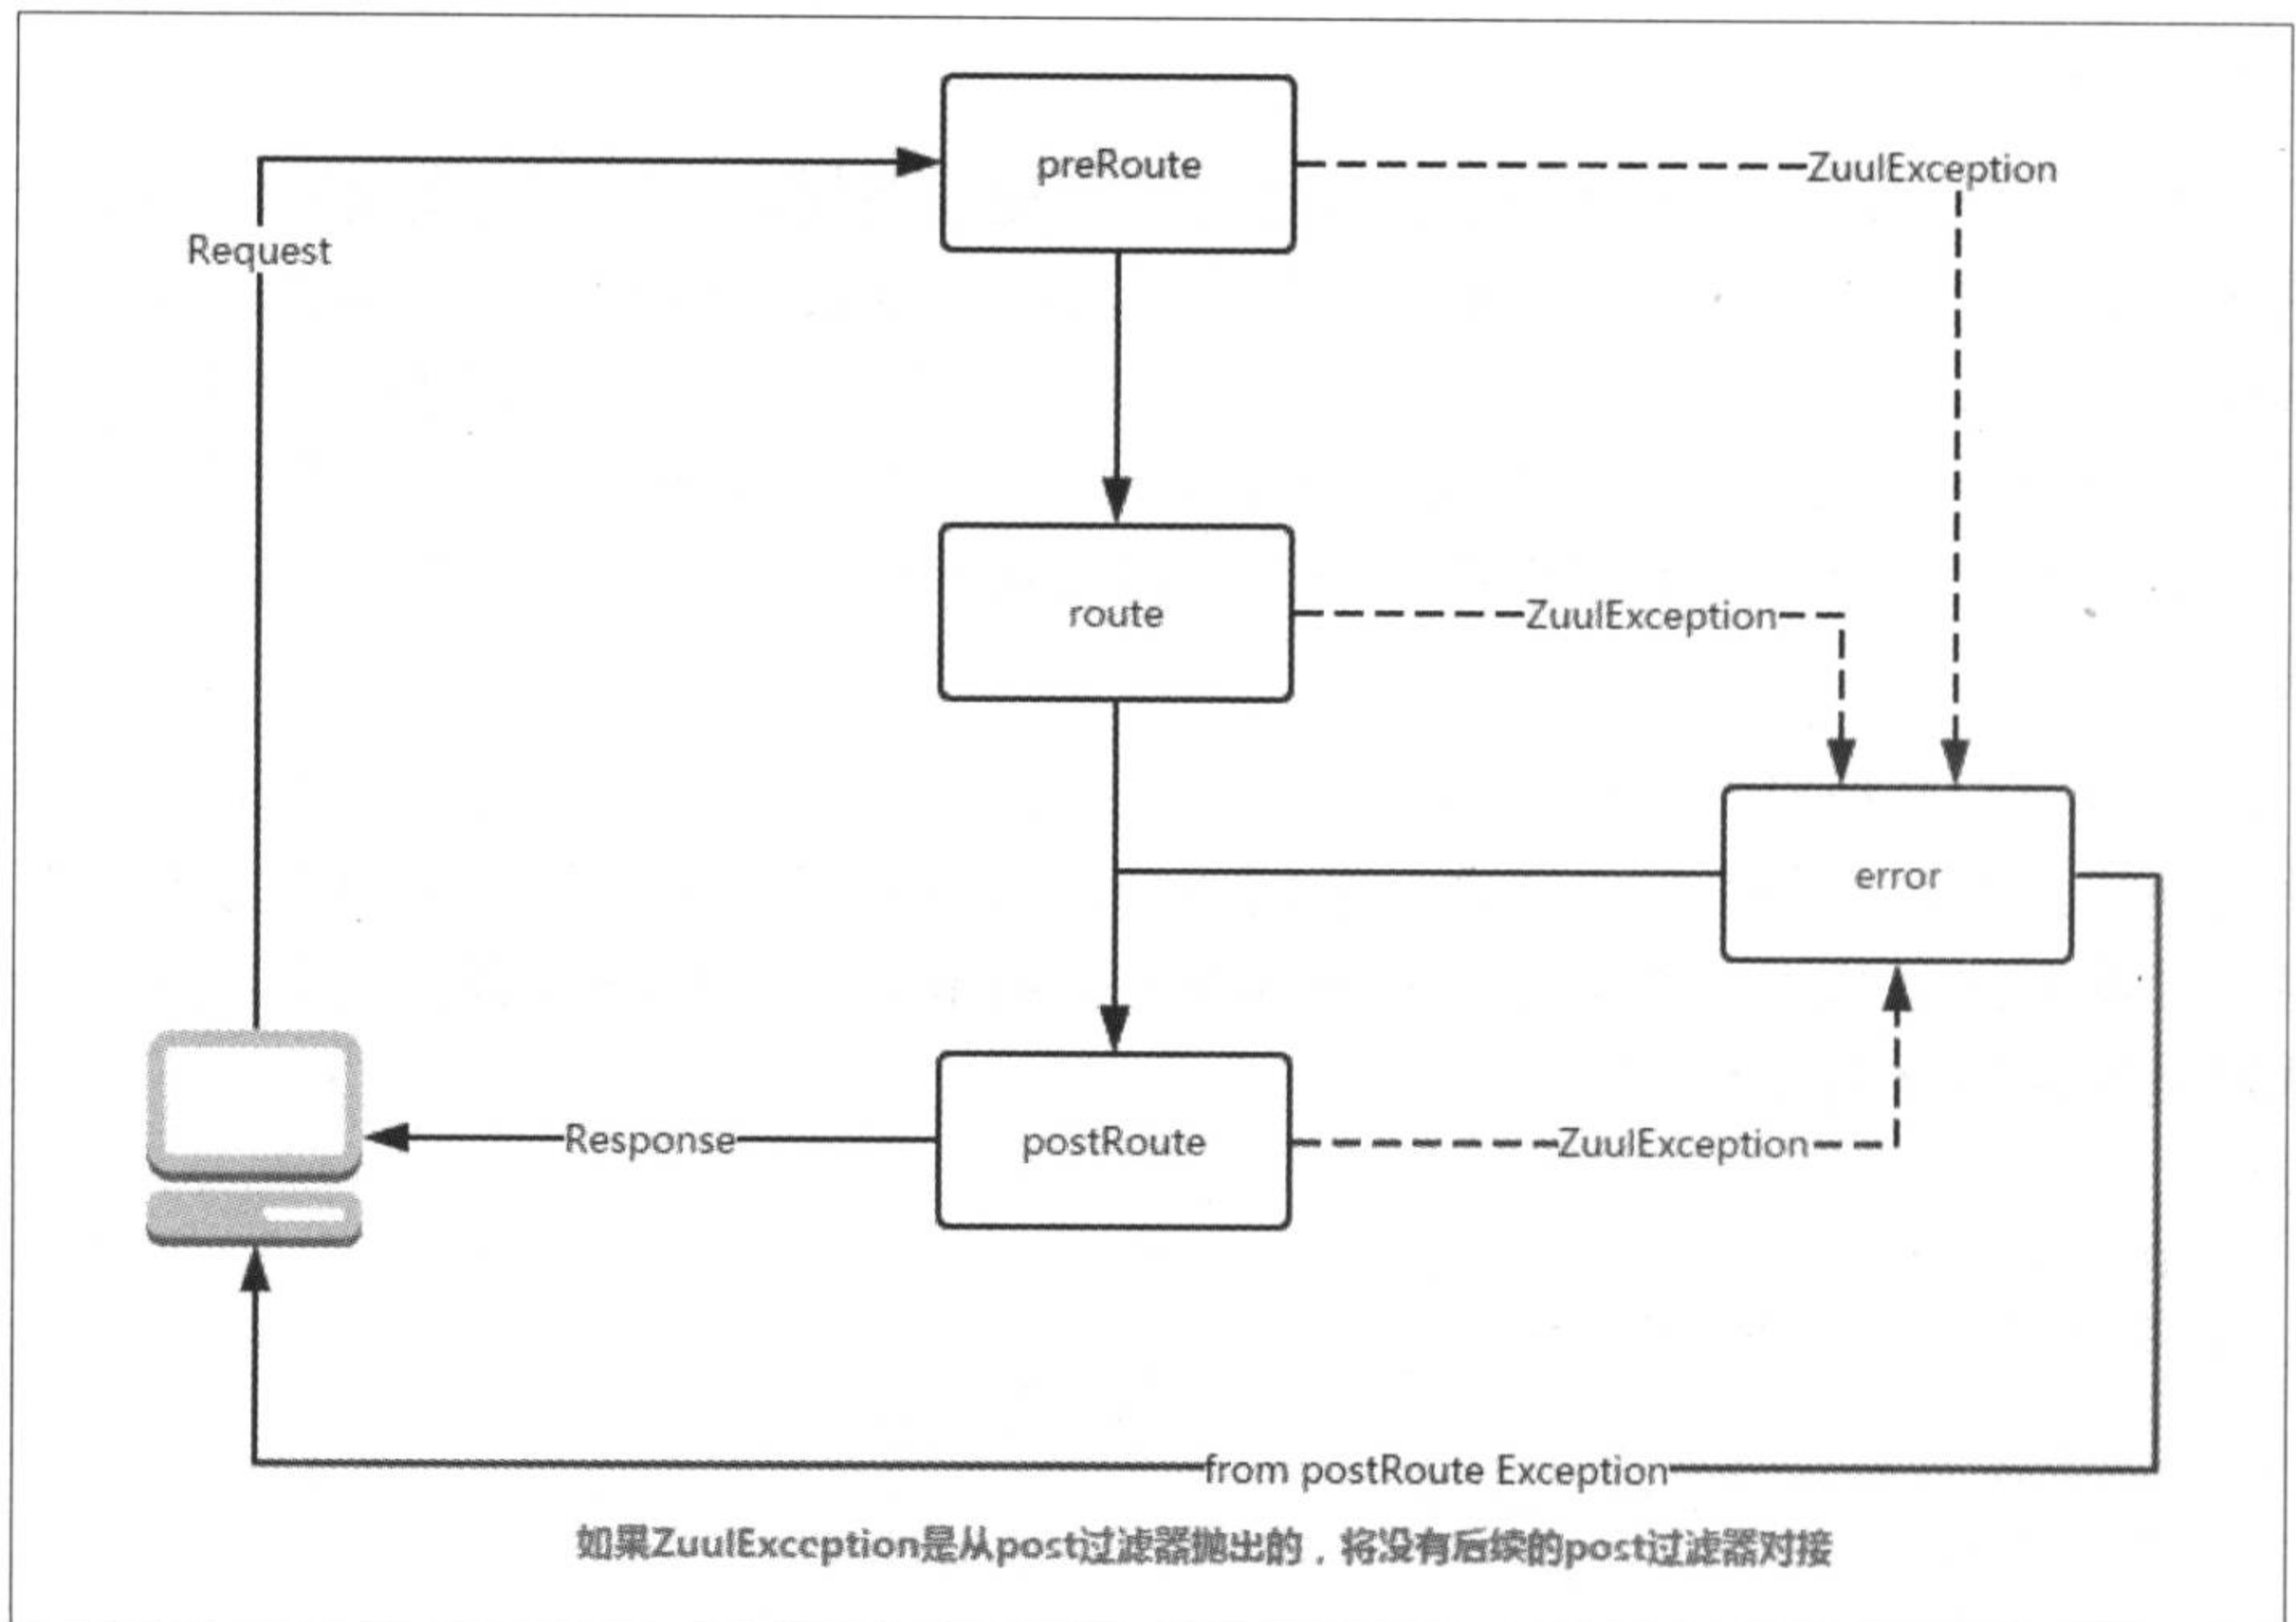 preRoute
ZuulException
Request
route
ZuulException
error
Response
postRoute
ZuulException
from postRoute Exception
如果ZuulException是从post过滤器抛出的，将没有后续的post过滤器对接